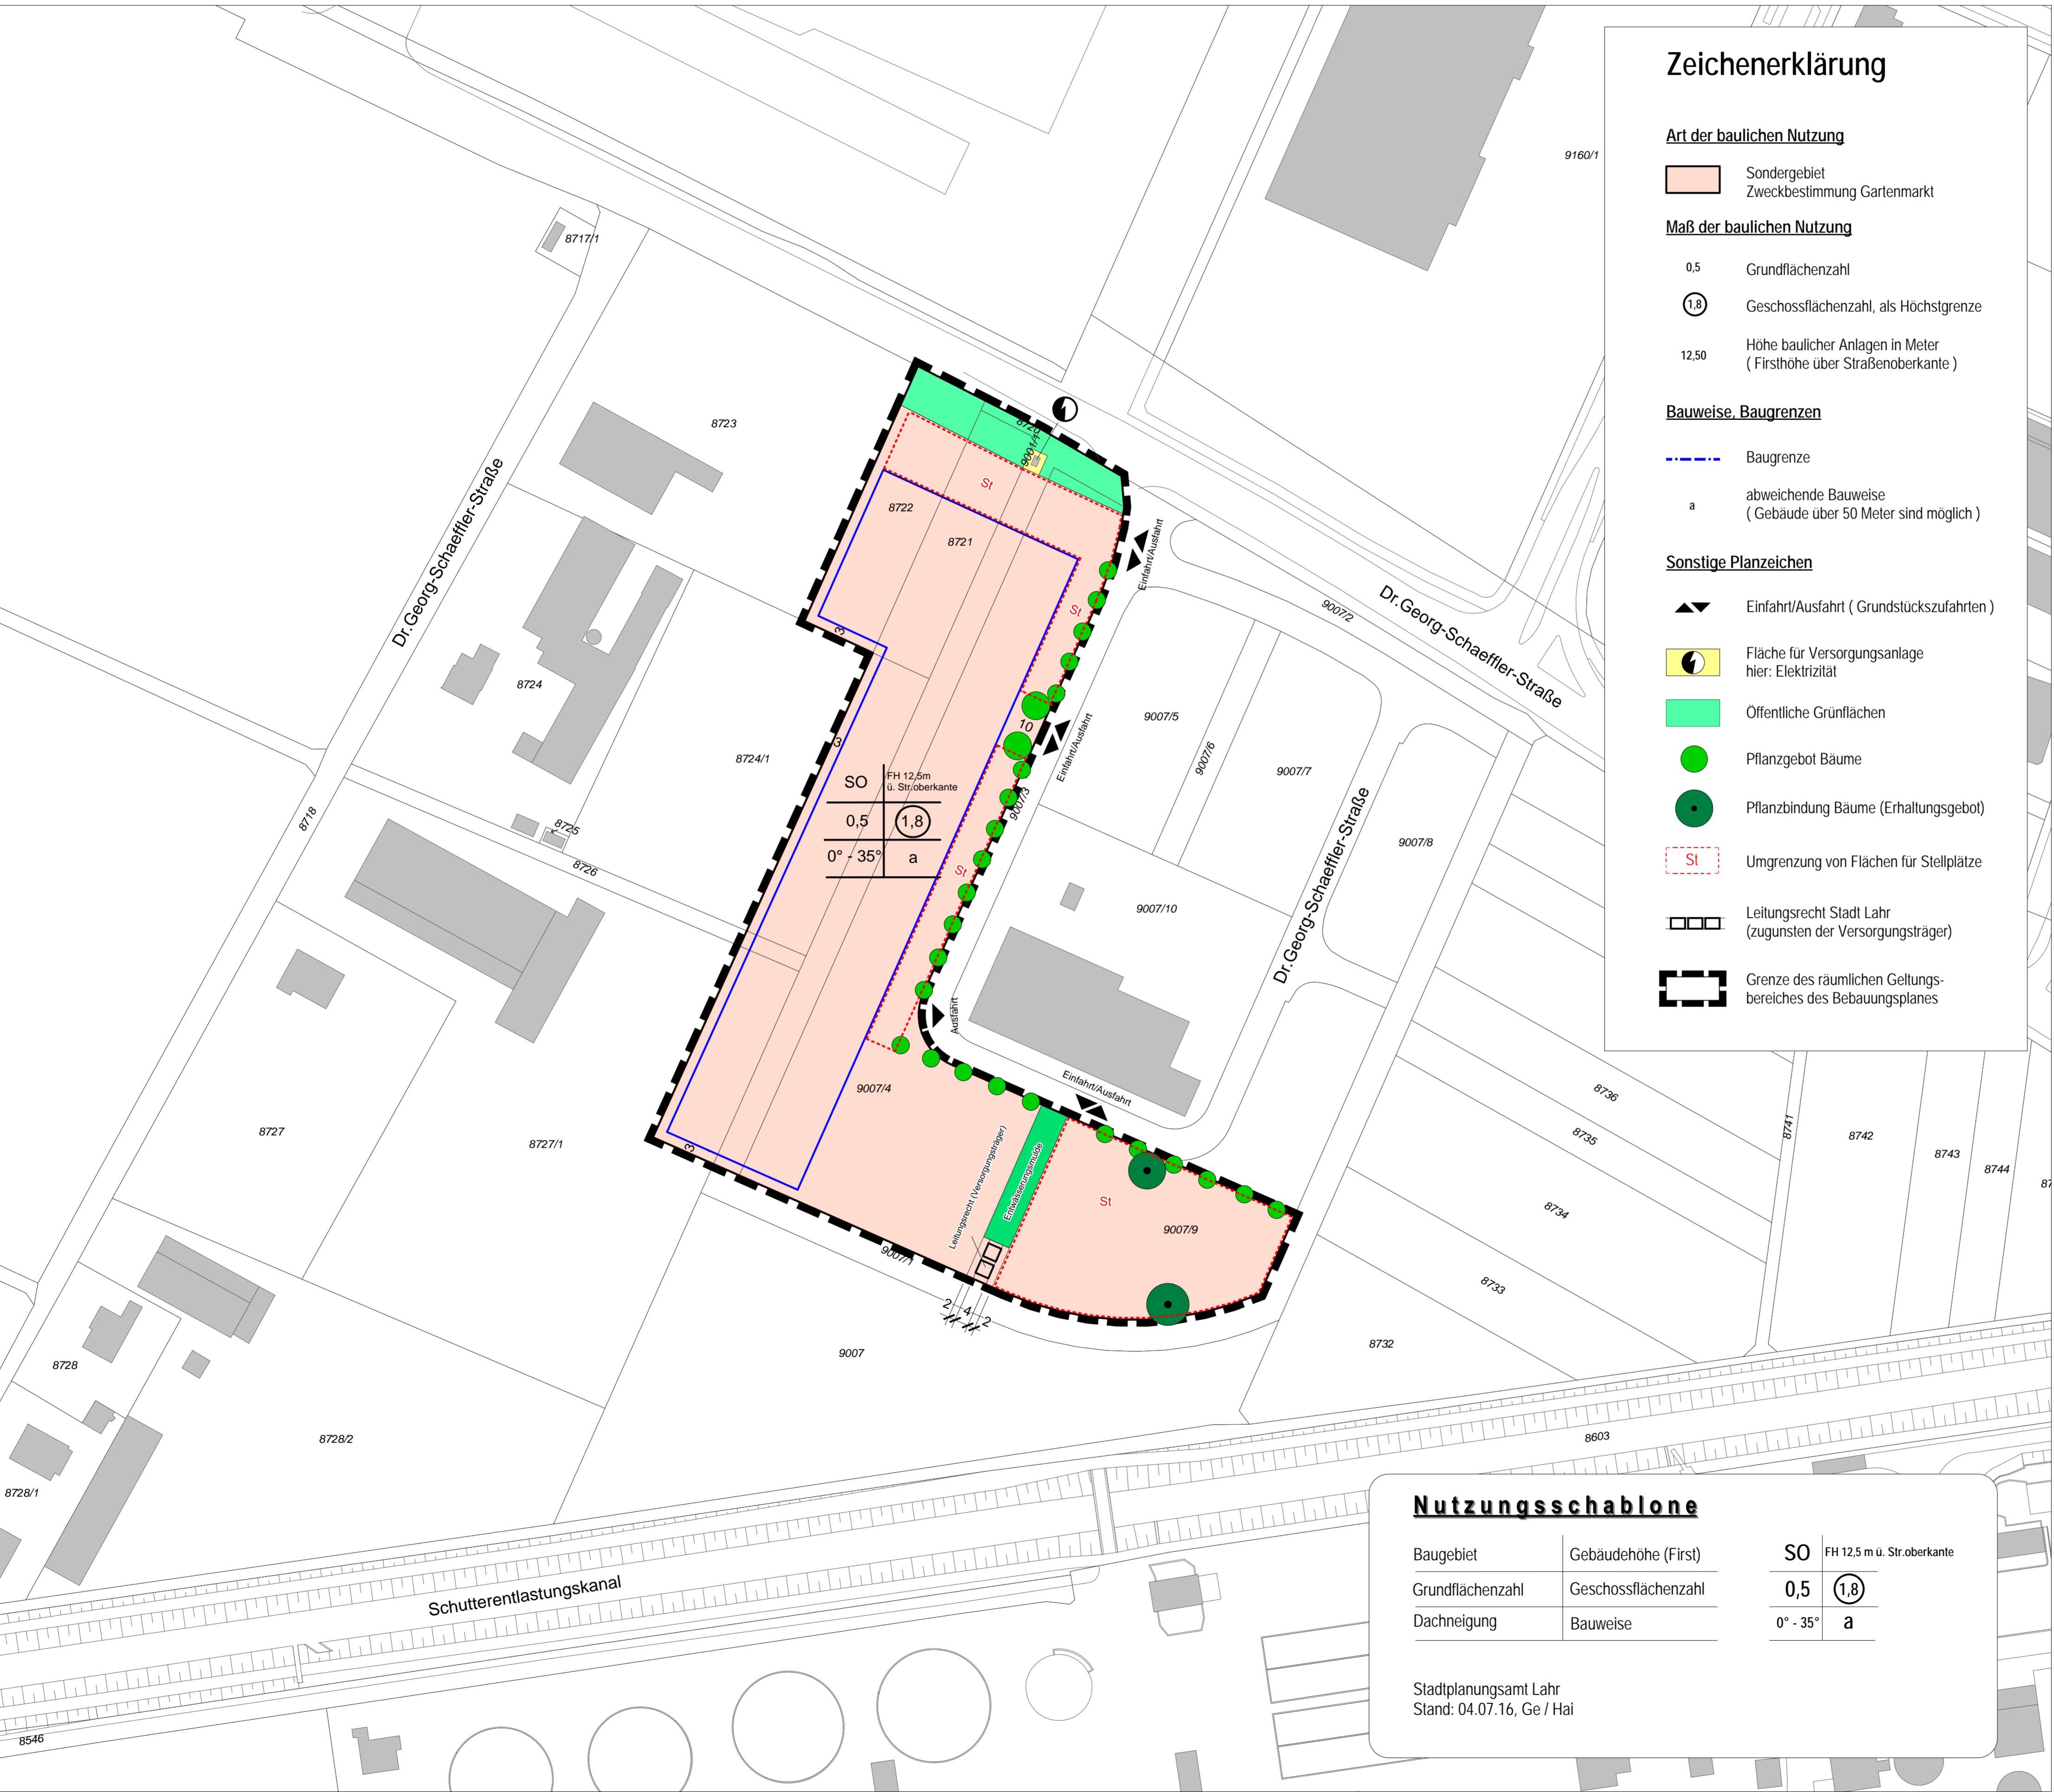 Zeichenerklärung
Art der baulichen Nutzung
Sondergebiet
Zweckbestimmung Gartenmarkt
Maß der baulichen Nutzung
0,5 Grundflächenzahl
1,8 Geschossflächenzahl, als Höchstgrenze
12,50 Höhe baulicher Anlagen in Meter
( Firsthöhe über Straßenoberkante )
Bauweise, Baugrenzen
Baugrenze
a abweichende Bauweise
( Gebäude über 50 Meter sind möglich )
Sonstige Planzeichen
Einfahrt/Ausfahrt ( Grundstückszufahrten )
Fläche für Versorgungsanlage
hier: Elektrizität
Öffentliche Grünflächen
Pflanzgebot Bäume
Pflanzbindung Bäume (Erhaltungsgebot)
St Umgrenzung von Flächen für Stellplätze
Leitungsrecht Stadt Lahr
(zugunsten der Versorgungsträger)
Grenze des räumlichen Geltungs-
bereiches des Bebauungsplanes
9160/1
8717/1
8723
Dr.Georg-Schaeffler-Straße
9001/1
St
8722
8721
Einfahrt/Ausfahrt
St
9007/2
Dr.Georg-Schaeffler-Straße
3
8724
10
9007/5
Einfahrt/Ausfahrt
9007/6
9007/7
3
8724/1
SO
FH 12,5m
ü. Str.oberkante
0,5
1,8
0° - 35°
a
9007/3
8718
8725
8726
St
9007/8
9007/10
Dr.Georg-Schaeffler-Straße
Ausfahrt
9007/4
Einfahrt/Ausfahrt
8736
8735
8741
8742
8743
8744
87
8727
8727/1
3
Leitungsrecht (Versorgungsträger)
Entwässerungsmulde
St
9007/9
8734
9007/1
8733
2
4
2
9007
8732
8728
8728/2
8728/1
8603
Schutterentlastungskanal
8546
Nutzungsschablone
Baugebiet Gebäudehöhe (First)
Grundflächenzahl Geschossflächenzahl
Dachneigung Bauweise
SO FH 12,5 m ü. Str.oberkante
0,5 1,8
0° - 35° a
Stadtplanungsamt Lahr
Stand: 04.07.16, Ge / Hai